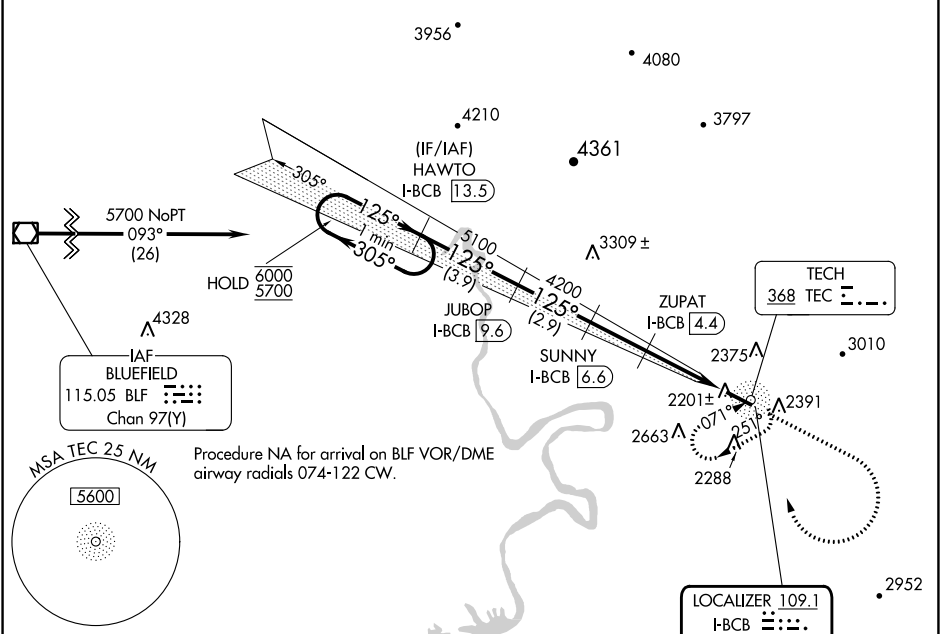 3956
4080
4210
3797
(IF/IAF)
HAWTO
I-BCB 13.5
4361
305°
125°
1 min
305°
5700 NoPT
093°
(26)
HOLD 6000
5700
5100
125°
(3.9)
3309 ±
4200
125°
(2.9)
JUBOP
I-BCB 9.6
SUNNY
I-BCB 6.6
ZUPAT
I-BCB 4.4
TECH
368 TEC
4328
IAF
BLUEFIELD
115.05 BLF
Chan 97(Y)
2375
3010
2201±
2391
071°
251°
2663
2288
Procedure NA for arrival on BLF VOR/DME
airway radials 074-122 CW.
MSA TEC 25 NM
5600
2952
LOCALIZER 109.1
I-BCB